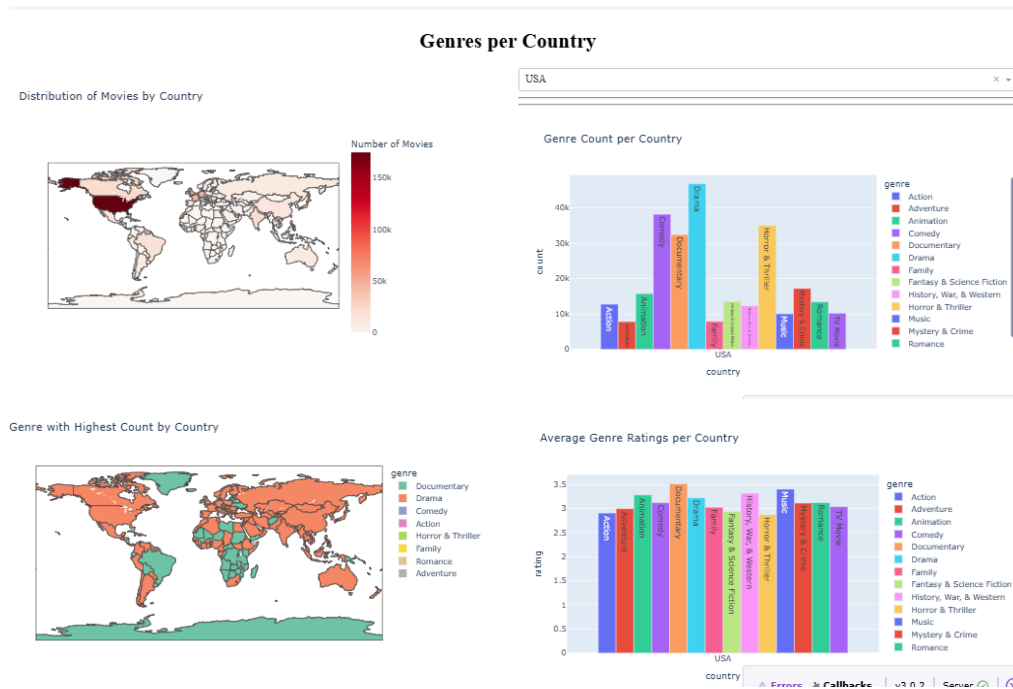 Genres per Country
USA
Distribution of Movies by Country
Number of Movies
150k
100k
50k
0
Genre Count per Country
count
40k
30k
20k
10k
0
Action
Animation
Comedy
Documentary
Drama
Family
Horror & Thriller
Music
Mystery & Crime
Romance
TV Movie
USA
country
genre
Action
Adventure
Animation
Comedy
Documentary
Drama
Family
Fantasy & Science Fiction
History, War, & Western
Horror & Thriller
Music
Mystery & Crime
Romance
Genre with Highest Count by Country
genre
Documentary
Drama
Comedy
Action
Horror & Thriller
Family
Romance
Adventure
Average Genre Ratings per Country
rating
3.5
3
2.5
2
1.5
1
0.5
0
Action
Adventure
Animation
Comedy
Documentary
Drama
Family
Fantasy & Science Fiction
History, War, & Western
Horror & Thriller
Music
Mystery & Crime
Romance
TV Movie
USA
country
genre
Action
Adventure
Animation
Comedy
Documentary
Drama
Family
Fantasy & Science Fiction
History, War, & Western
Horror & Thriller
Music
Mystery & Crime
Romance
Errors Callbacks v3.0.2 Server